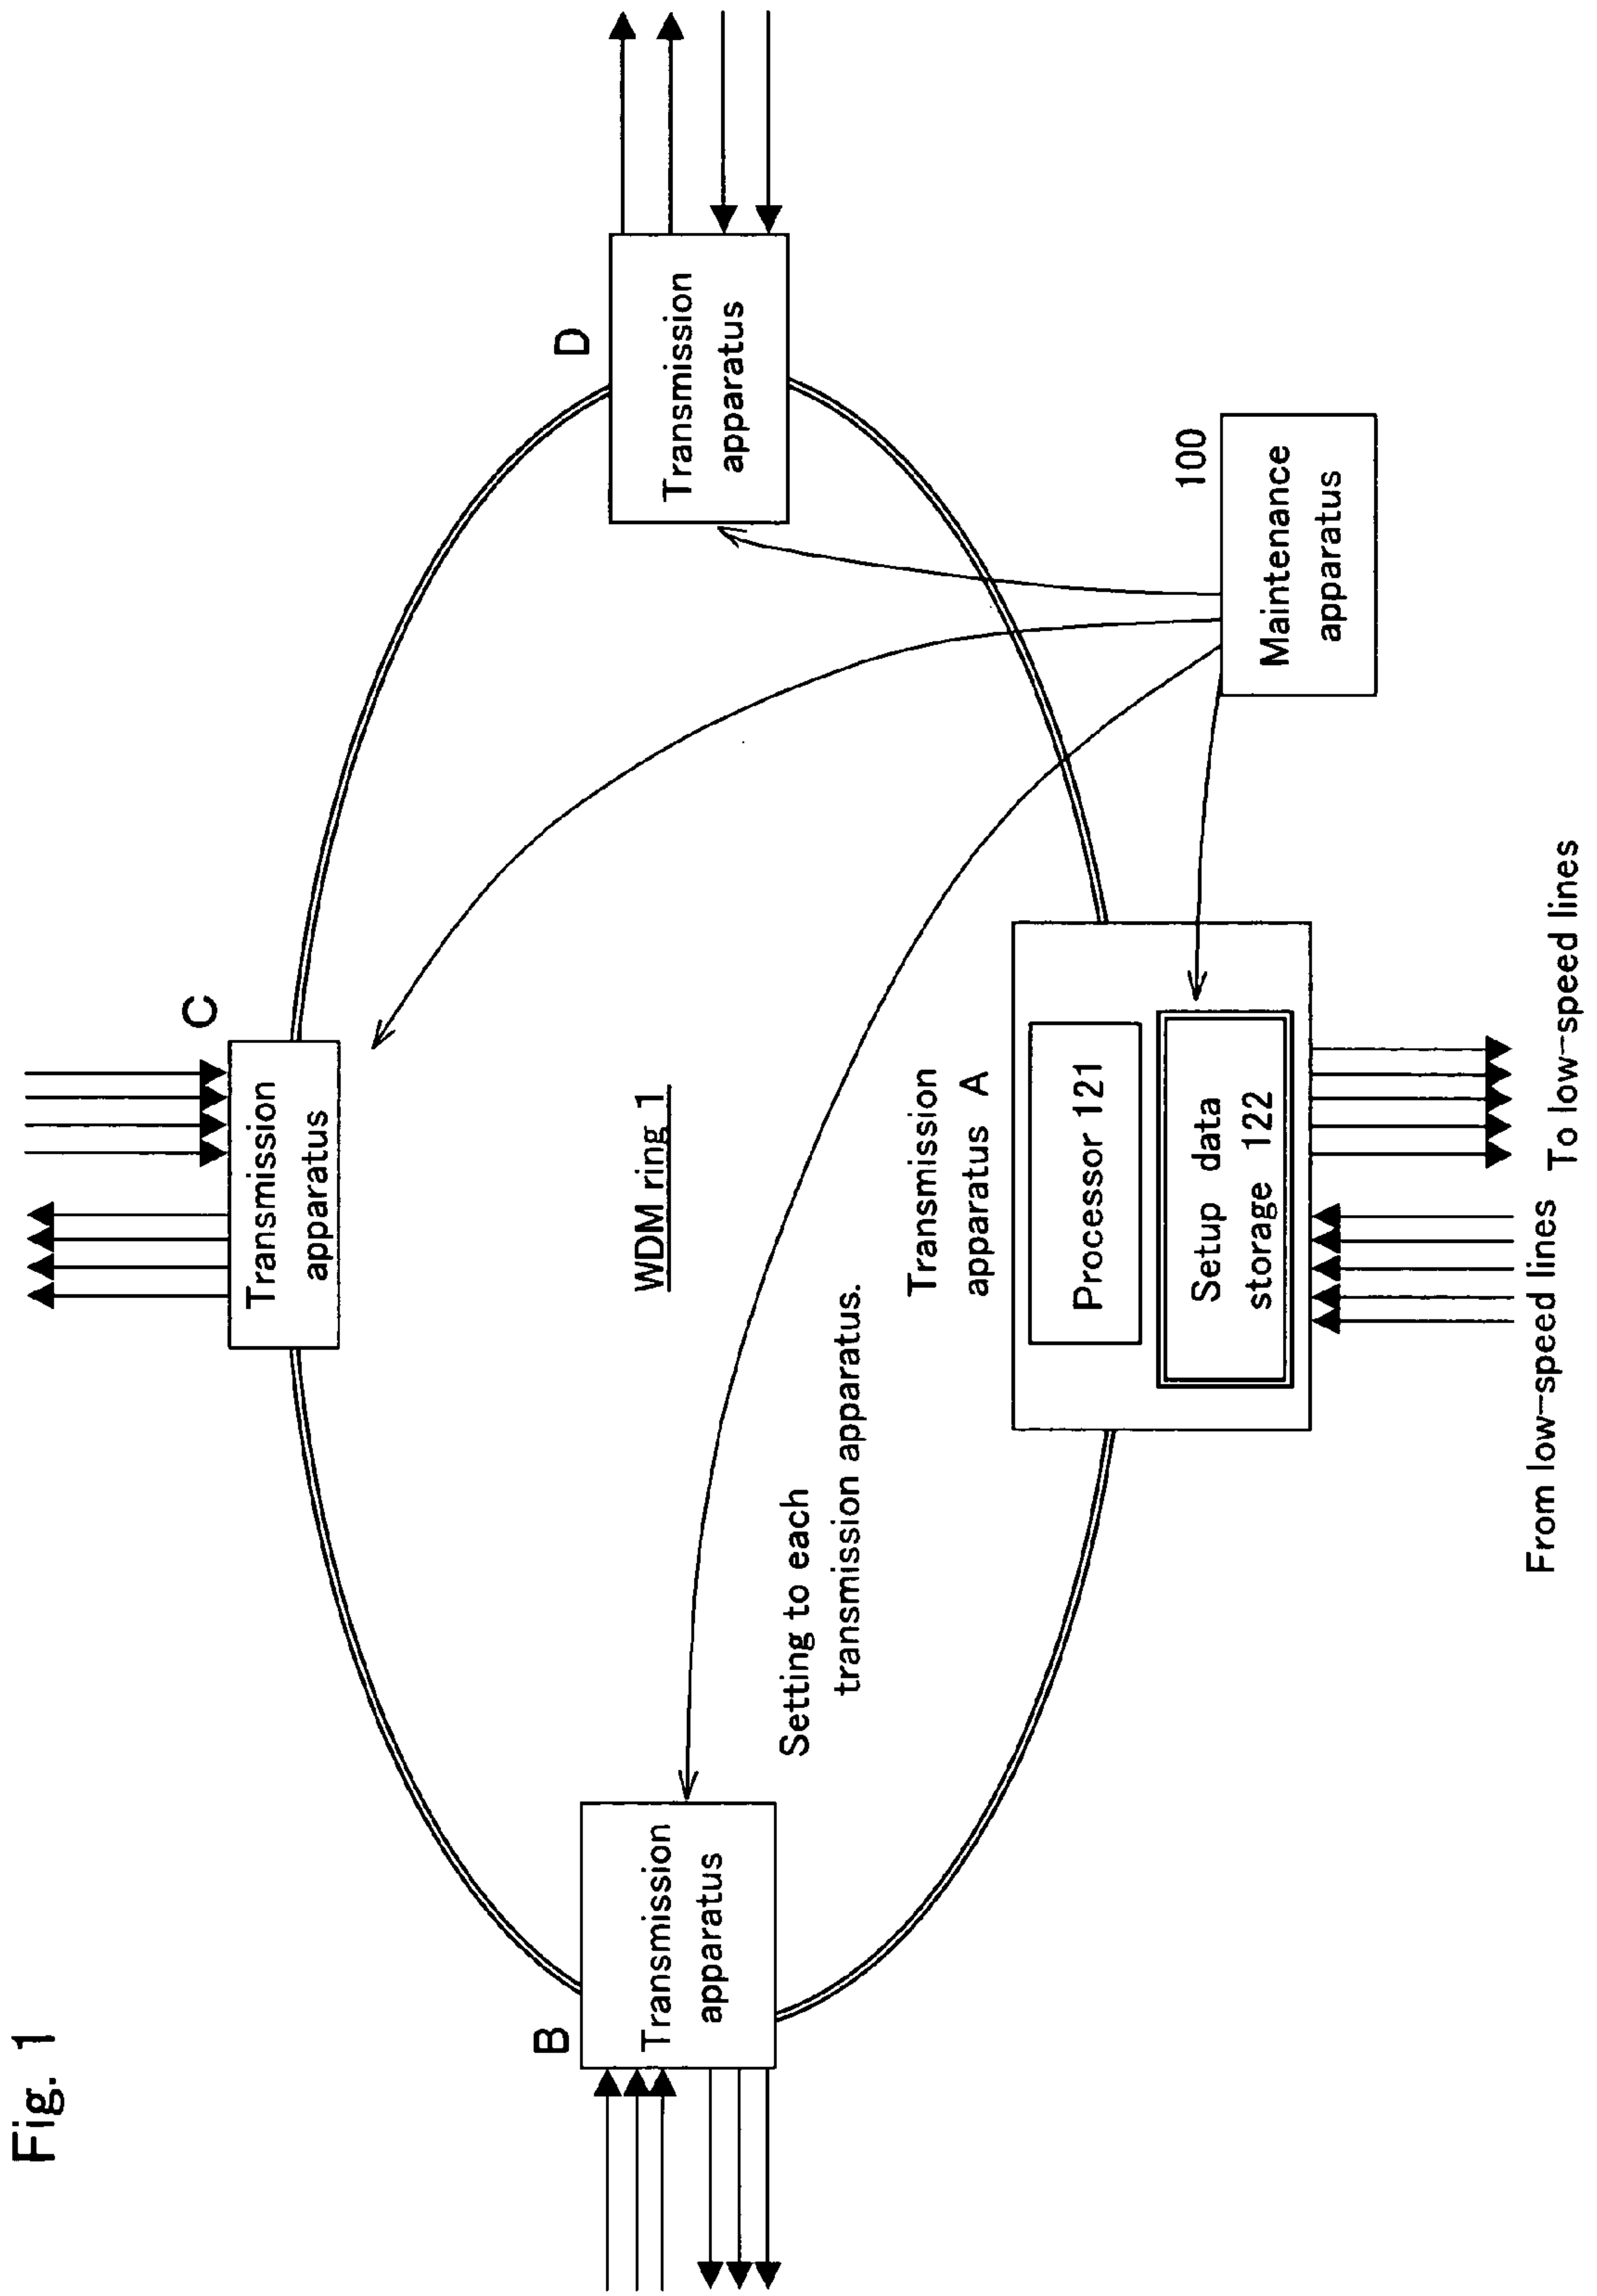 Fig. 1
C
Transmission
apparatus
B
Transmission
apparatus
WDM ring 1
D
Transmission
apparatus
Setting to each
transmission apparatus.
Transmission
apparatus A
Processor 121
Setup data
storage 122
100
Maintenance
apparatus
From low-speed lines
To low-speed lines